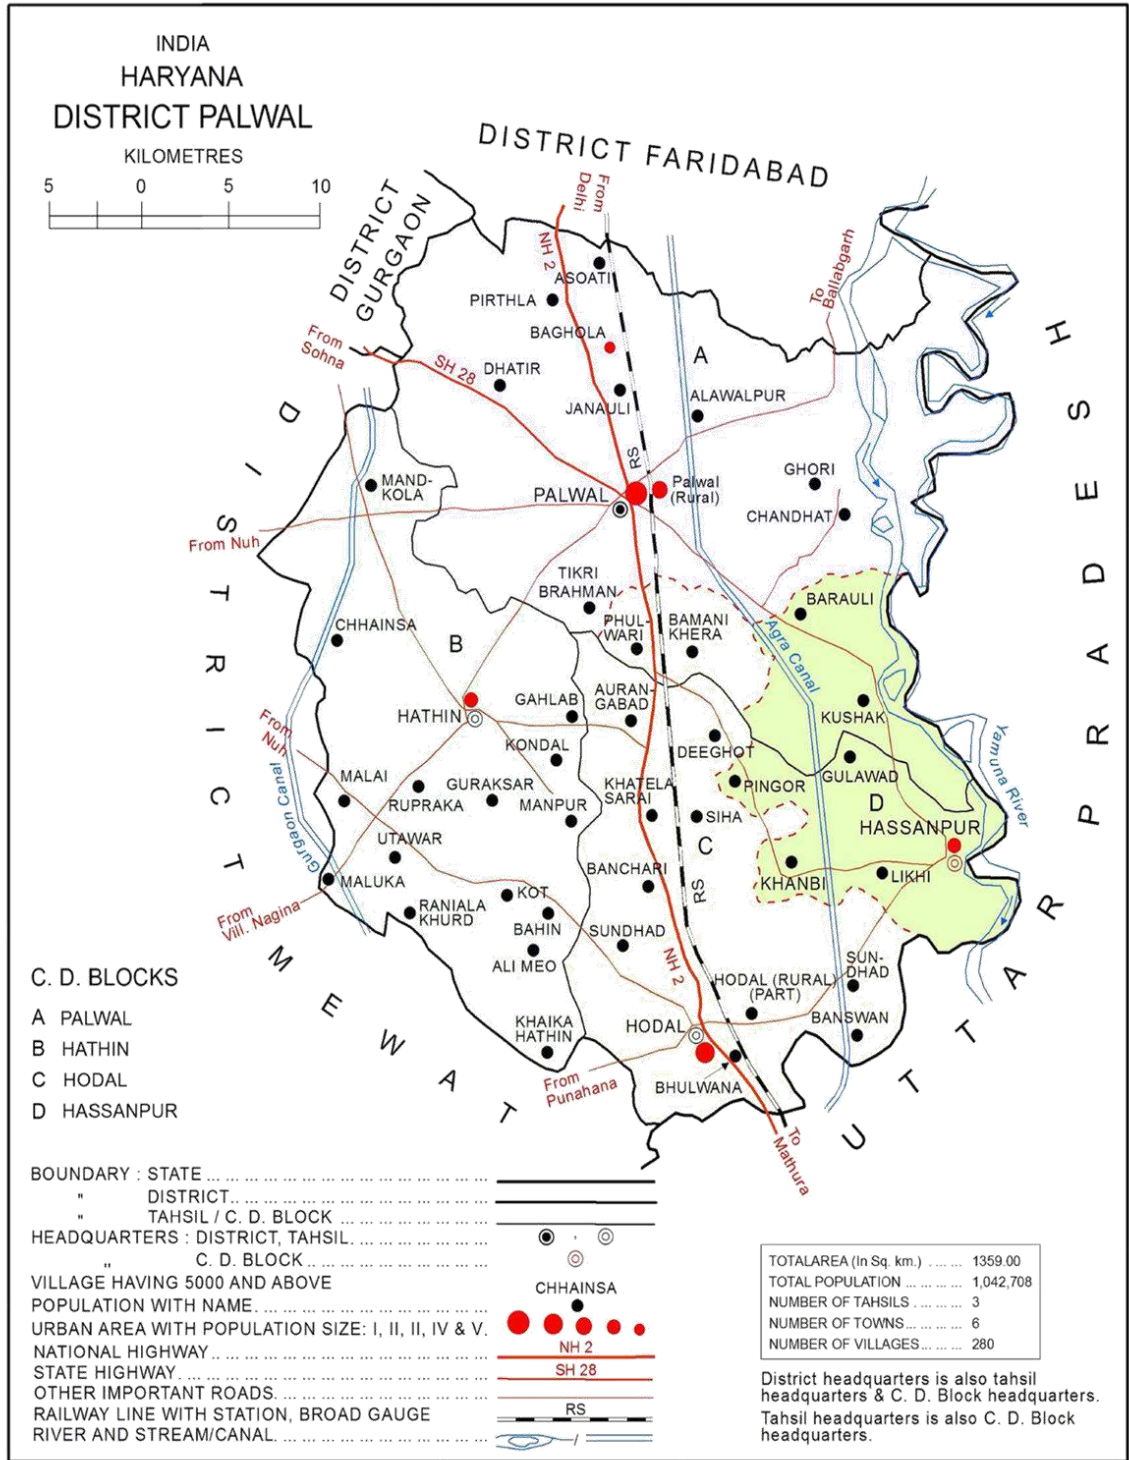 INDIA
HARYANA
DISTRICT PALWAL
KILOMETRES
5 0 5 10
DISTRICT FARIDABAD
DISTRICT
GURGAON
From
Delhi
NH 2
ASOATI
PIRTHLA
BAGHOLA
To
Ballabgarh
From
Sohna
SH 28
DHATIR
JANAULI
A
ALAWALPUR
RS
MAND-
KOLA
PALWAL
Palwal
(Rural)
GHORI
CHANDHAT
From Nuh
TIKRI
BRAHMAN
CHHAINSA
B
PHUL-
WARI
BAMANI
KHERA
BARAULI
Agra Canal
HATHIN
GAHLAB
AURAN-
GABAD
KUSHAK
From
Nuh
KONDAL
DEEGHOT
GULAWAD
Yamuna River
Gurgaon Canal
MALAI
RUPRAKA
GURAKSAR
MANPUR
KHATELA
SARAI
PINGOR
D
HASSANPUR
SIHA
C
UTAWAR
BANCHARI
KHANBI
LIKHI
MALUKA
From
Vill. Nagina
RANIALA
KHURD
KOT
BAHIN
ALI MEO
SUNDHAD
RS
NH 2
HODAL (RURAL)
(PART)
SUN-
DHAD
BANSWAN
KHAIKA
HATHIN
HODAL
From
Punahana
BHULWANA
To
Mathura
DISTRICT MEWAT
UTTAR PRADESH
C. D. BLOCKS
A PALWAL
B HATHIN
C HODAL
D HASSANPUR
BOUNDARY : STATE
" DISTRICT
" TAHSIL / C. D. BLOCK
HEADQUARTERS : DISTRICT, TAHSIL
" C. D. BLOCK
VILLAGE HAVING 5000 AND ABOVE
POPULATION WITH NAME
CHHAINSA
URBAN AREA WITH POPULATION SIZE: I, II, II, IV & V.
NATIONAL HIGHWAY NH 2
STATE HIGHWAY SH 28
OTHER IMPORTANT ROADS
RAILWAY LINE WITH STATION, BROAD GAUGE RS
RIVER AND STREAM/CANAL /
TOTALAREA (In Sq. km.) ...... 1359.00
TOTAL POPULATION ............ 1,042,708
NUMBER OF TAHSILS ......... 3
NUMBER OF TOWNS ........... 6
NUMBER OF VILLAGES ........ 280
District headquarters is also tahsil
headquarters & C. D. Block headquarters.
Tahsil headquarters is also C. D. Block
headquarters.